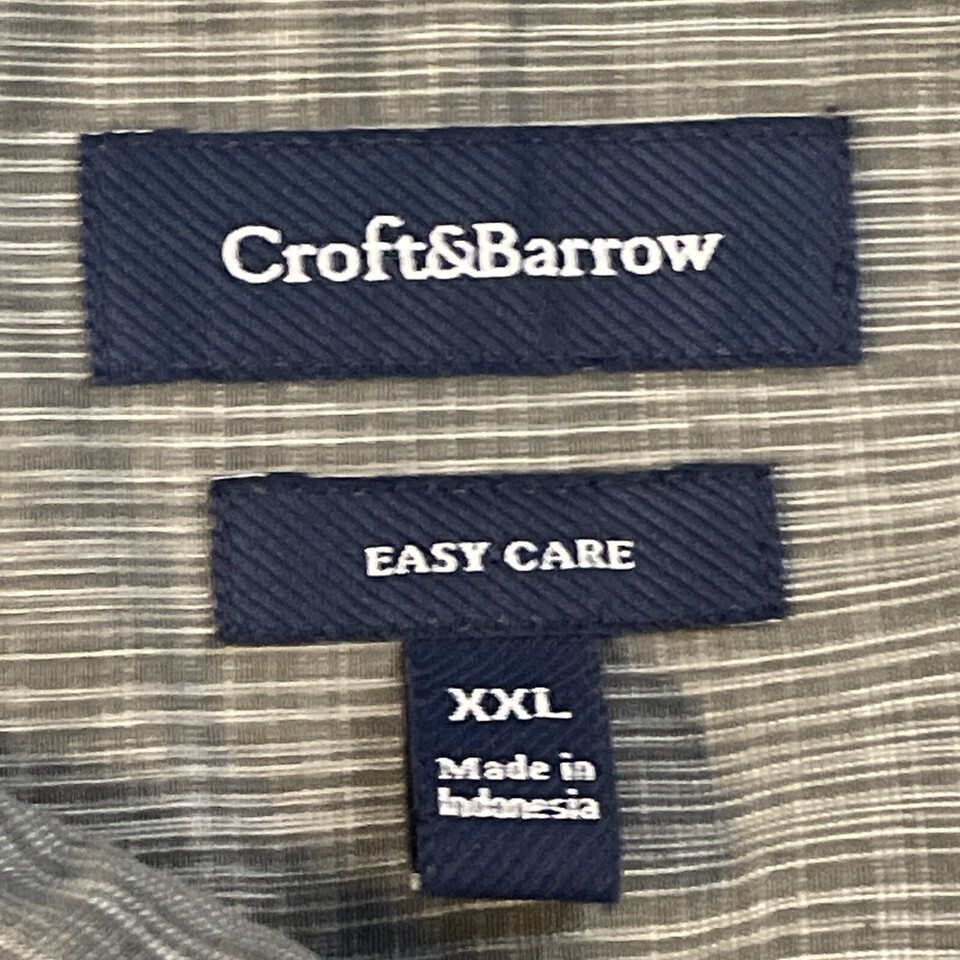 Croft&Barrow
EASY CARE
XXL
Made in
Indonesia